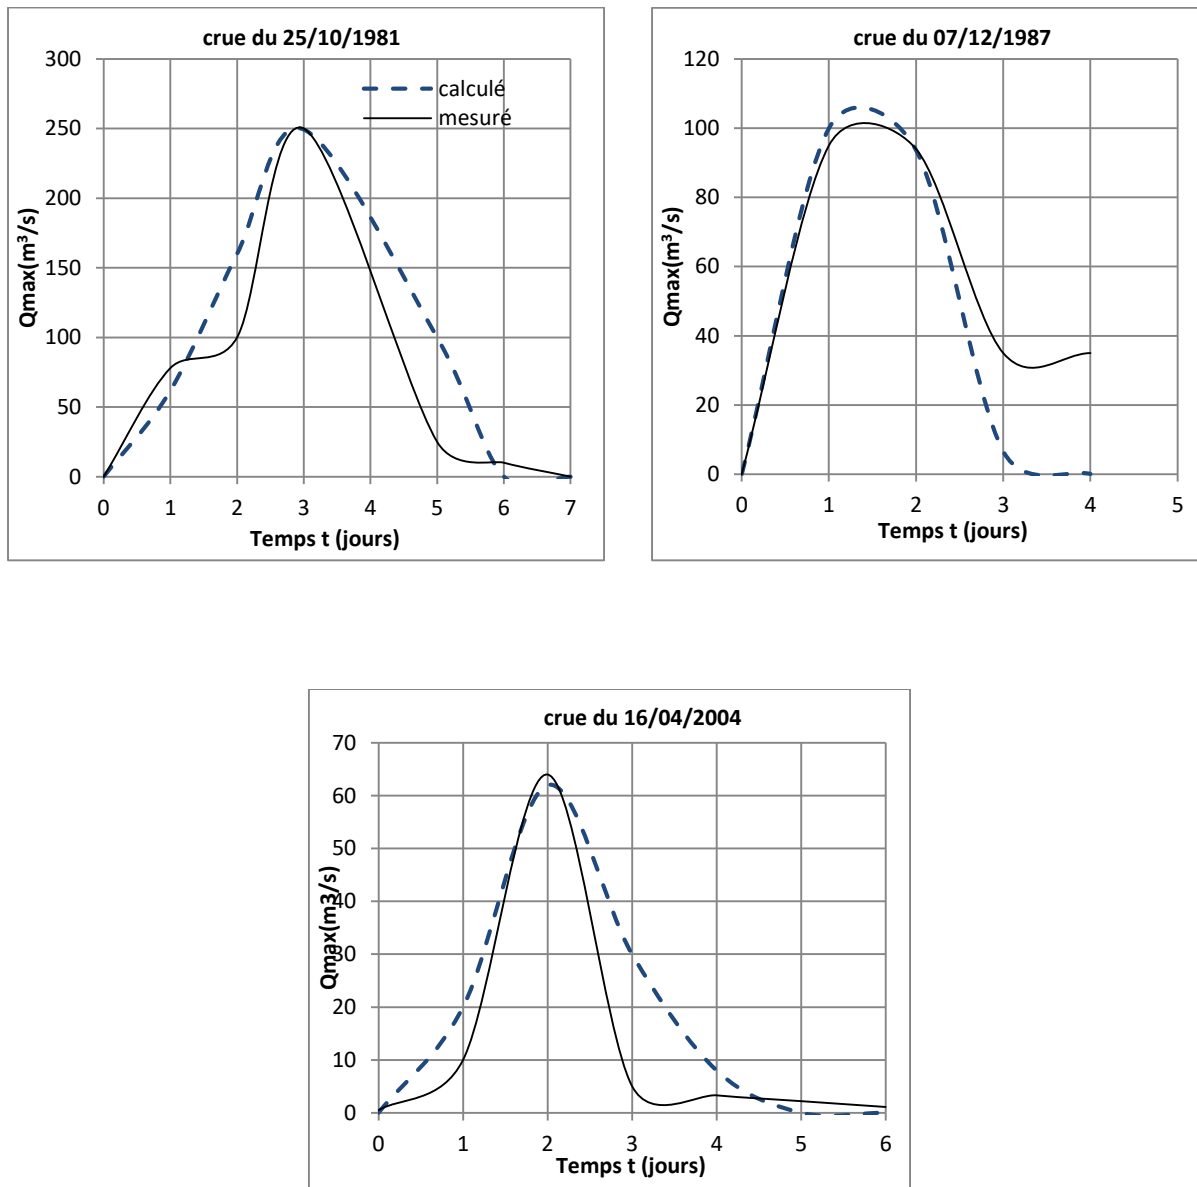 crue du 25/10/1981
300
250
200
150
100
50
0
Qmax(m³/s)
calculé
mesuré
0 1 2 3 4 5 6 7
Temps t (jours)
crue du 07/12/1987
120
100
80
60
40
20
0
Qmax(m³/s)
0 1 2 3 4 5
Temps t (jours)
crue du 16/04/2004
70
60
50
40
30
20
10
0
Qmax(m3/s)
0 1 2 3 4 5 6
Temps t (jours)